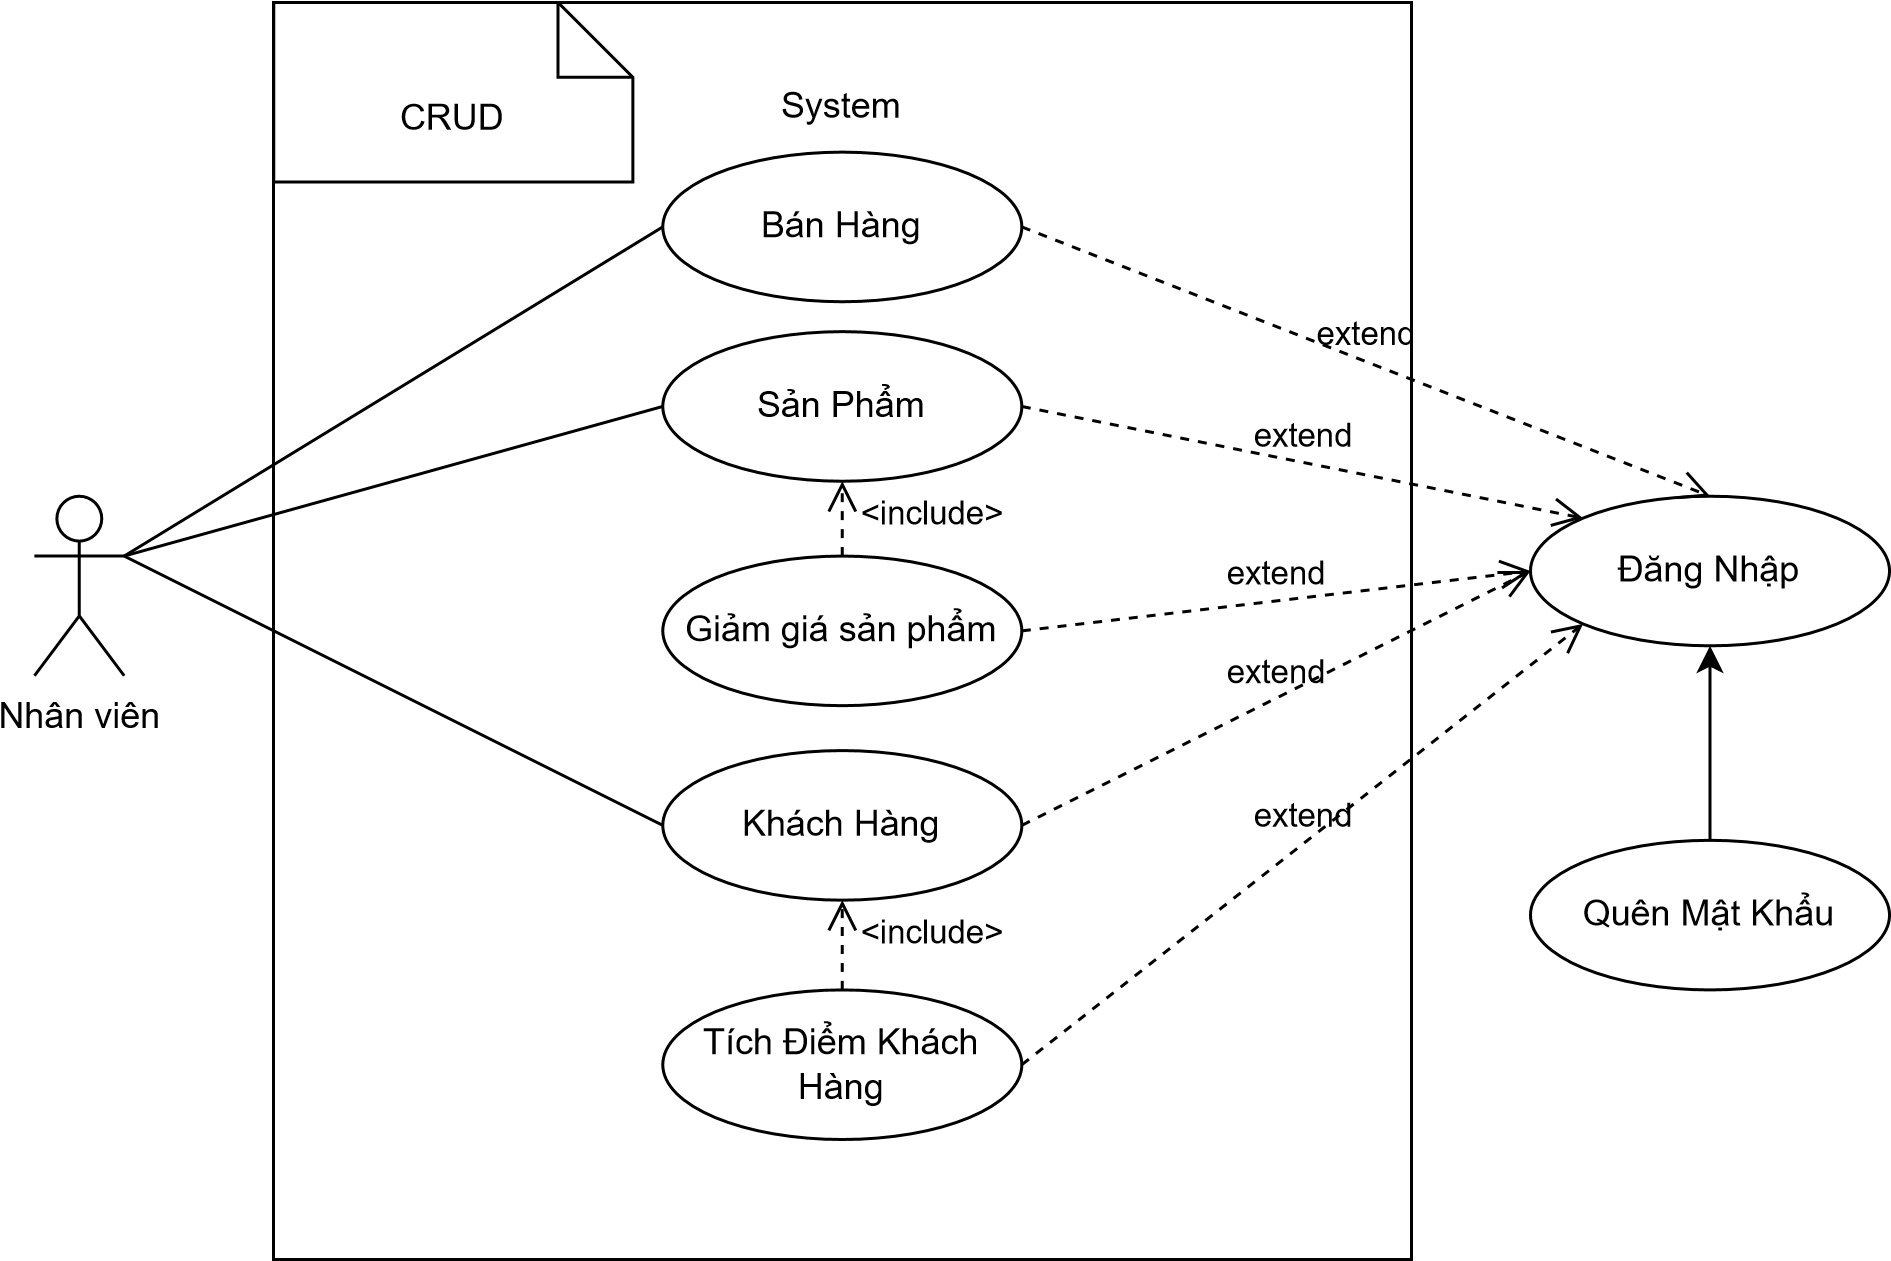 CRUD
System
Bán Hàng
extend
Sản Phẩm
extend
<include>
Đăng Nhập
extend
Giảm giá sản phẩm
extend
Nhân viên
Khách Hàng
extend
Quên Mật Khẩu
<include>
Tích Điểm Khách
Hàng